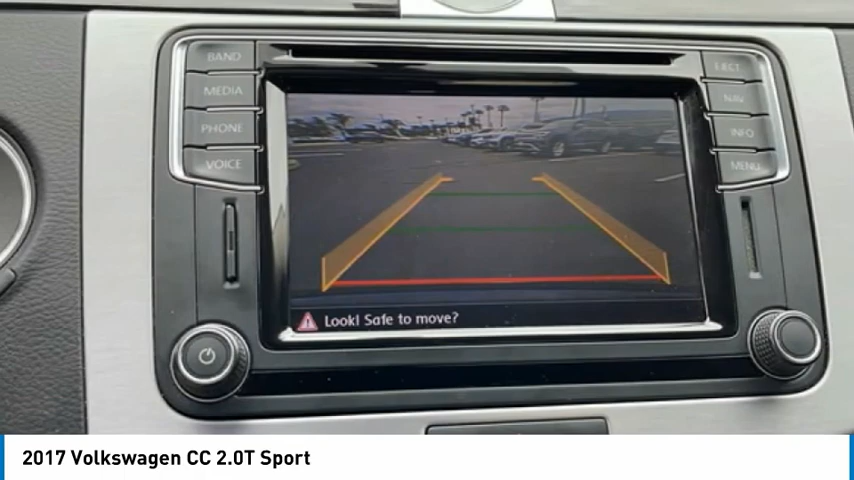 BAND
MEDIA
PHONE
VOICE
EJECT
NAV
INFO
MENU
Look! Safe to move?
2017 Volkswagen CC 2.0T Sport